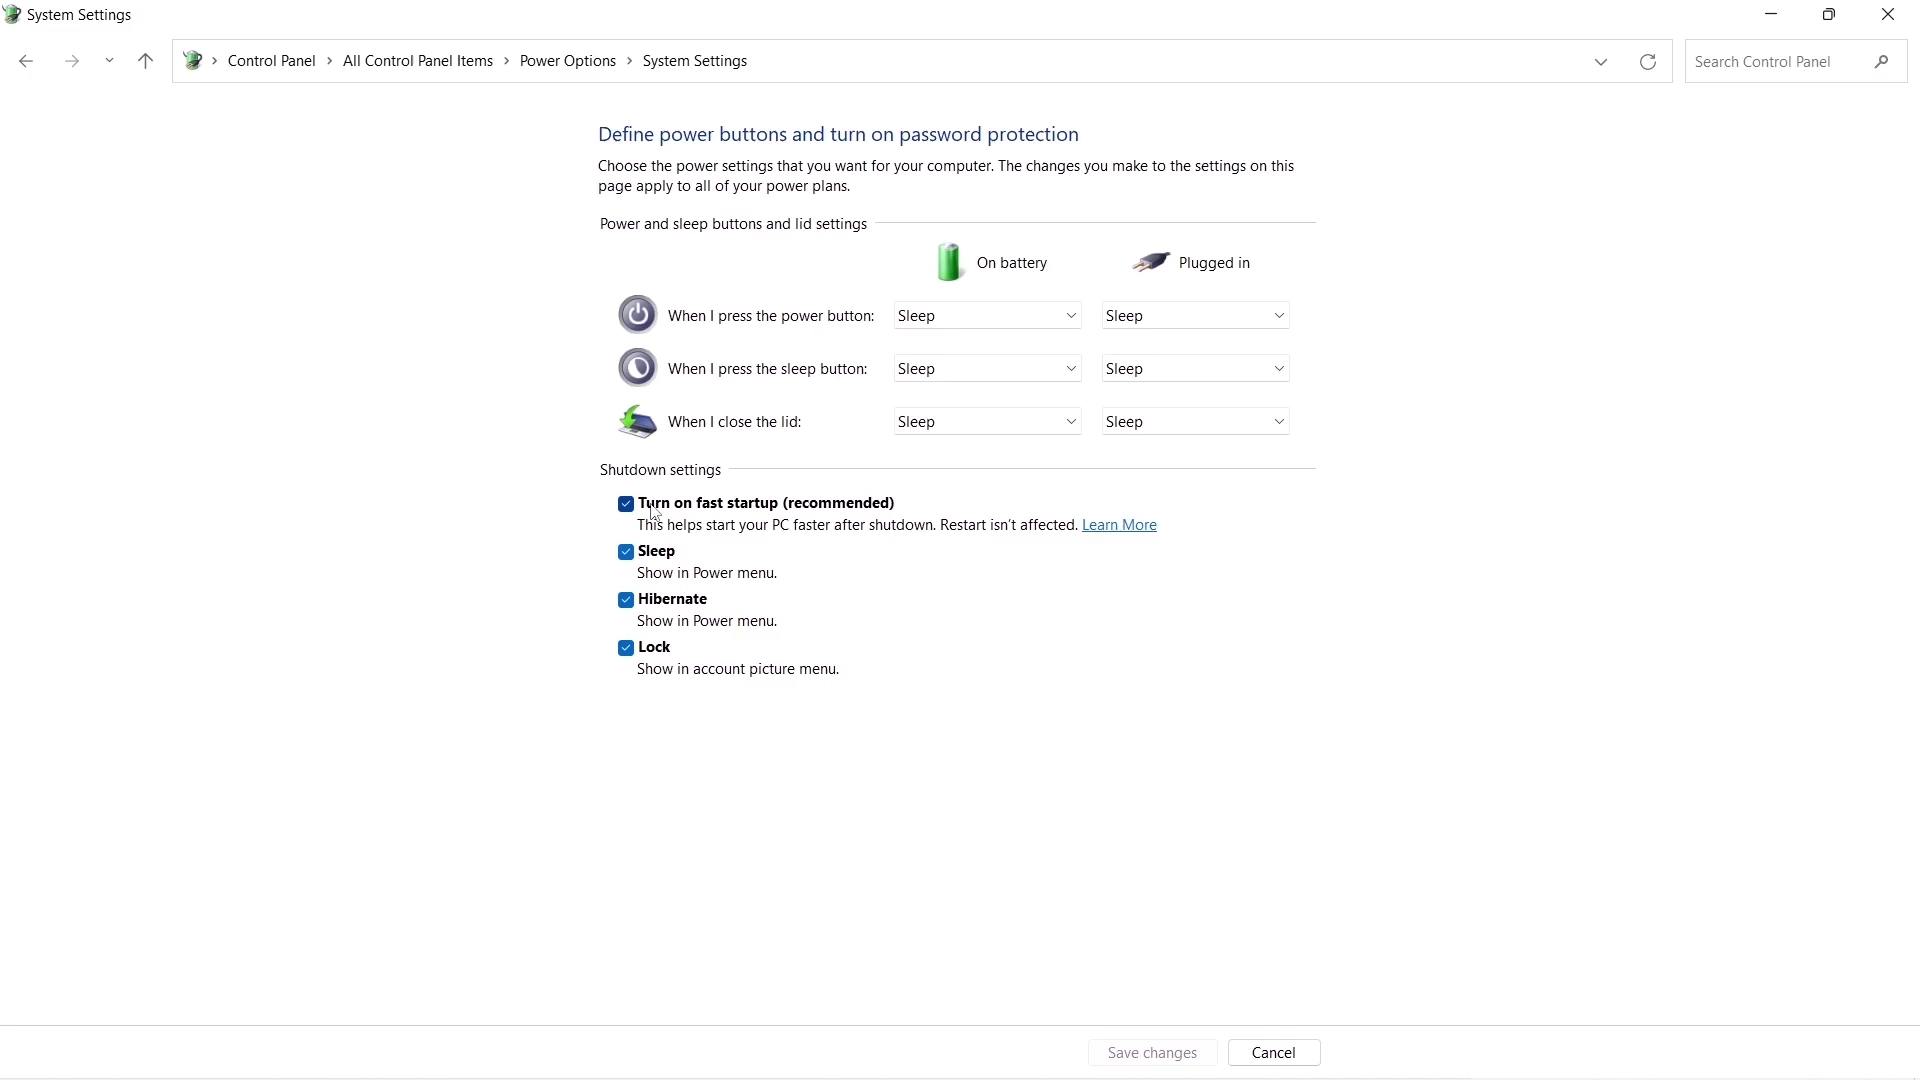 System Settings
Control Panel > All Control Panel Items > Power Options > System Settings
Search Control Panel
Define power buttons and turn on password protection
Choose the power settings that you want for your computer. The changes you make to the settings on this
page apply to all of your power plans.
Power and sleep buttons and lid settings
On battery Plugged in
When I press the power button: Sleep Sleep
When I press the sleep button: Sleep Sleep
When I close the lid: Sleep Sleep
Shutdown settings
Turn on fast startup (recommended)
This helps start your PC faster after shutdown. Restart isn't affected. Learn More
Sleep
Show in Power menu.
Hibernate
Show in Power menu.
Lock
Show in account picture menu.
Save changes Cancel